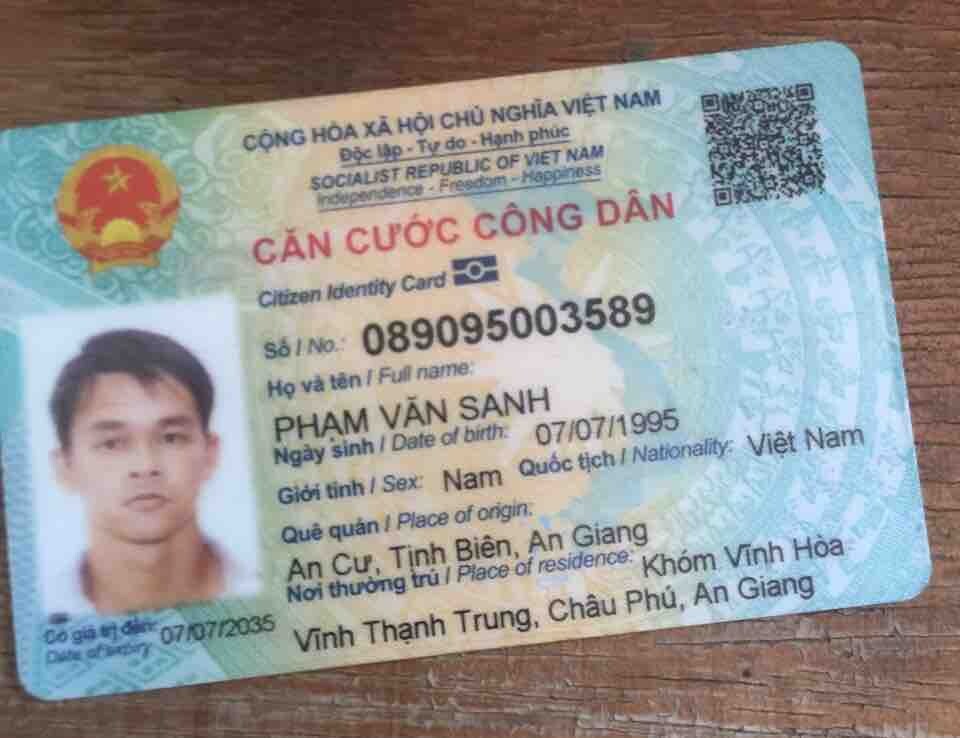 CỘNG HÒA XÃ HỘI CHỦ NGHĨA VIỆT NAM
Độc lập - Tự do - Hạnh phúc
SOCIALIST REPUBLIC OF VIET NAM
Independence - Freedom - Happiness
CĂN CƯỚC CÔNG DÂN
Citizen Identity Card
Số / No.: 089095003589
Họ và tên / Full name:
PHẠM VĂN SANH
Ngày sinh / Date of birth: 07/07/1995
Giới tính / Sex: Nam Quốc tịch / Nationality: Việt Nam
Quê quán / Place of origin:
An Cư, Tịnh Biên, An Giang
Nơi thường trú / Place of residence: Khóm Vĩnh Hòa
Vĩnh Thạnh Trung, Châu Phú, An Giang
Có giá trị đến: 07/07/2035
Date of expiry